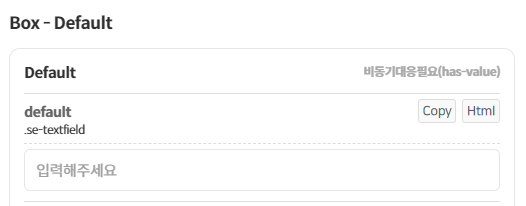 Box - Default
Default
비동기대응필요(has-value)
default
Copy
Html
.se-textfield
입력해주세요